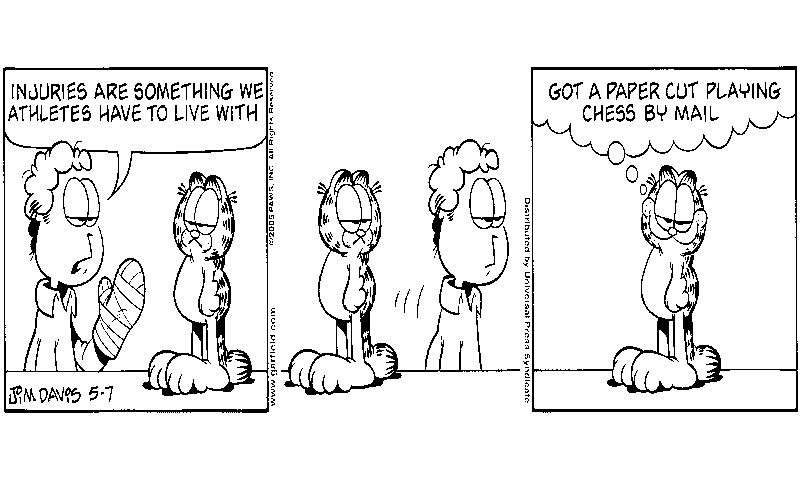 INJURIES ARE SOMETHING WE
ATHLETES HAVE TO LIVE WITH
JIM DAVIS 5-7
©2005 PAWS, INC. All Rights Reserved
www.garfield.com
Distributed by Universal Press Syndicate
GOT A PAPER CUT PLAYING
CHESS BY MAIL